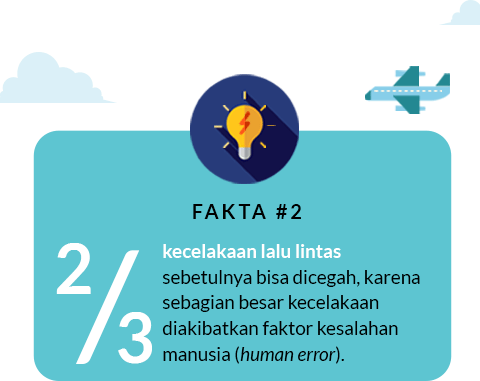 FAKTA #2
2/3
kecelakaan lalu lintas
sebetulnya bisa dicegah, karena
sebagian besar kecelakaan
diakibatkan faktor kesalahan
manusia (human error).